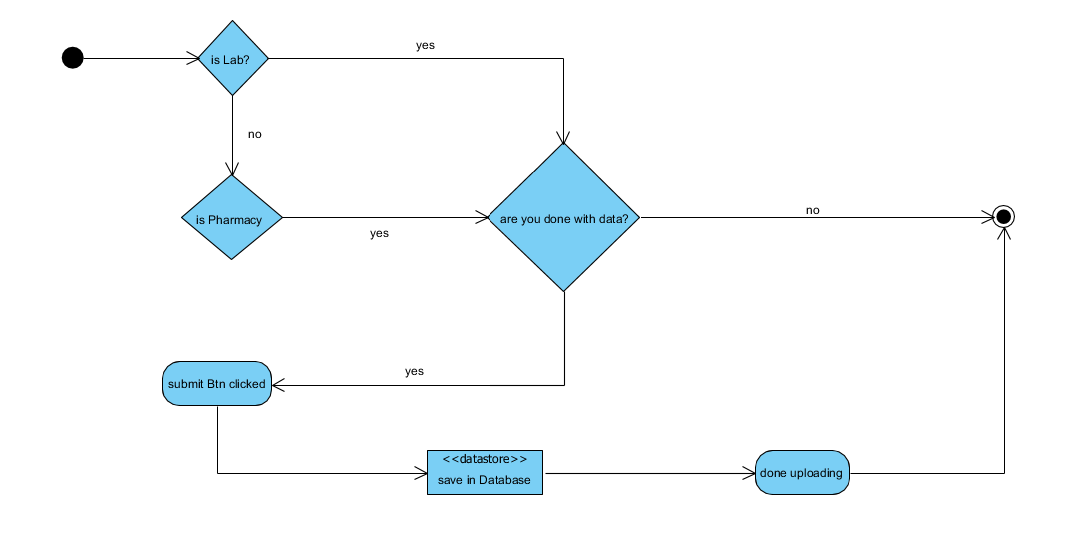 yes
is Lab?
no
is Pharmacy
yes
are you done with data?
no
yes
submit Btn clicked
<<datastore>>
save in Database
done uploading